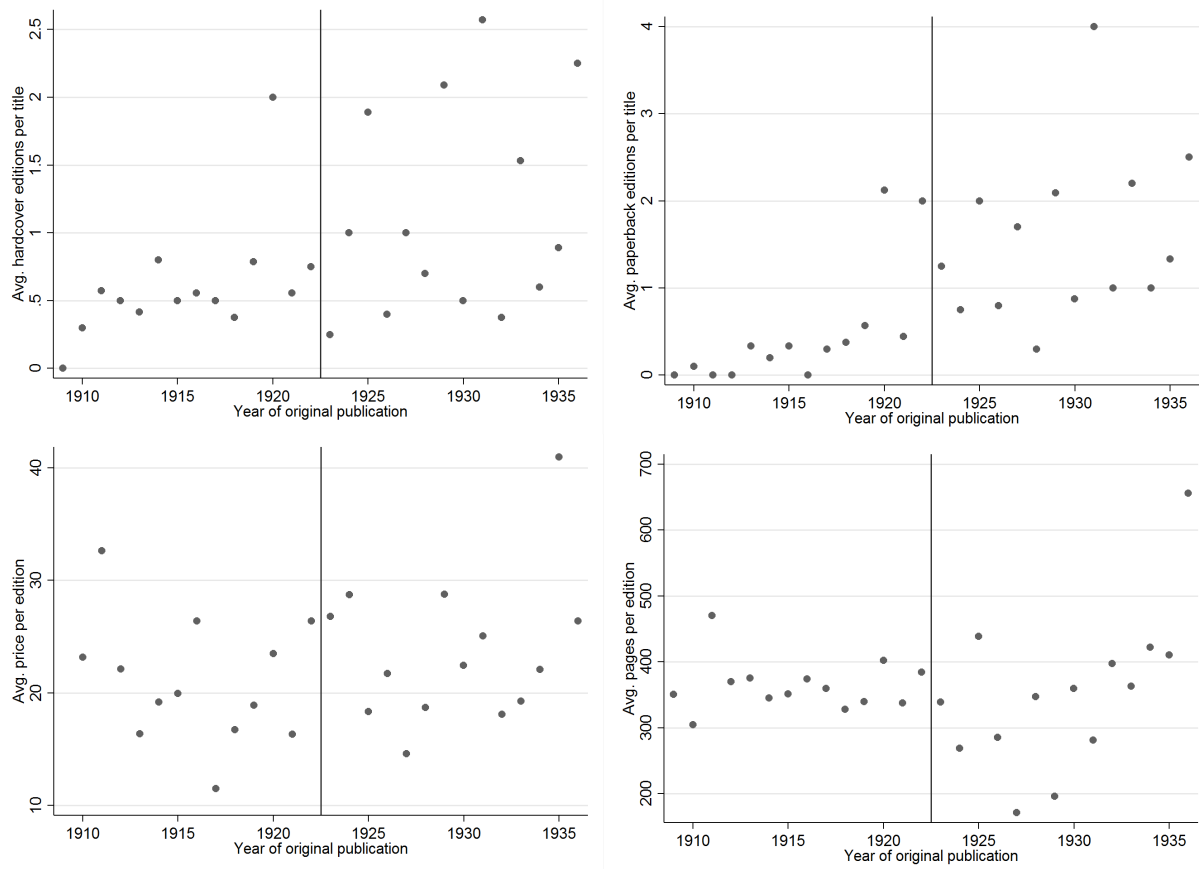 Avg. hardcover editions per title
2.5
2
1.5
1
.5
0
1910 1915 1920 1925 1930 1935
Year of original publication
Avg. paperback editions per title
4
3
2
1
0
1910 1915 1920 1925 1930 1935
Year of original publication
Avg. price per edition
40
30
20
10
1910 1915 1920 1925 1930 1935
Year of original publication
Avg. pages per edition
700
600
500
400
300
200
1910 1915 1920 1925 1930 1935
Year of original publication